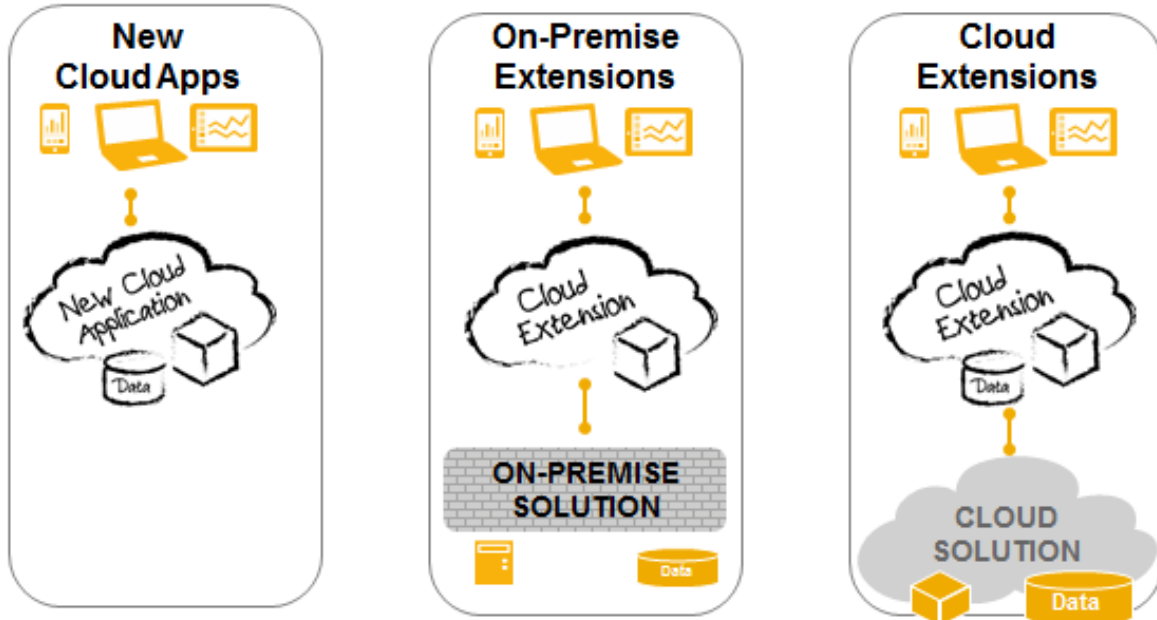 New
Cloud Apps
New Cloud
Application
Data
On-Premise
Extensions
Cloud
Extension
ON-PREMISE
SOLUTION
Data
Cloud
Extensions
Cloud
Extension
Data
CLOUD
SOLUTION
Data